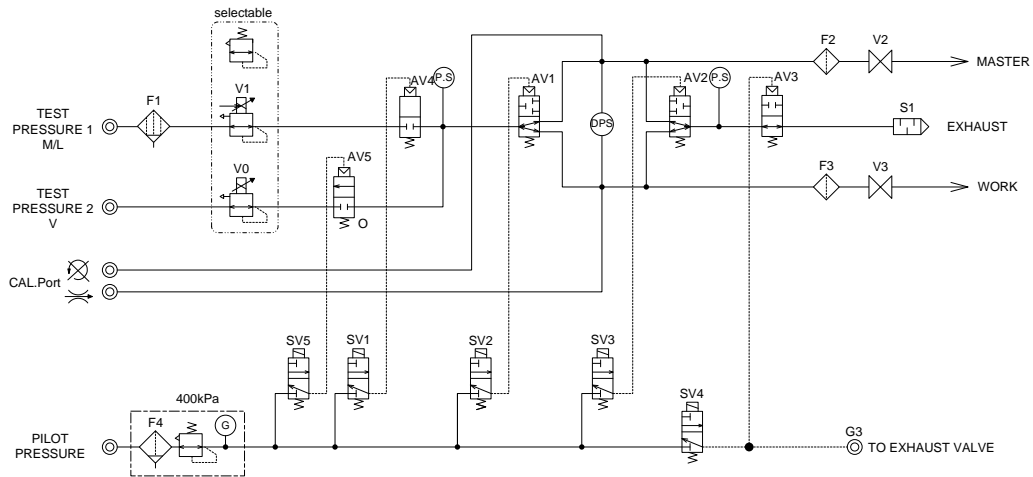 selectable
F2 V2
MASTER
AV4 P.S AV1 AV2 P.S AV3
TEST
PRESSURE 1
M/L
F1 V1
DPS
S1
EXHAUST
AV5
V0
TEST
PRESSURE 2
V
O
F3 V3
WORK
CAL.Port
SV5 SV1 SV2 SV3
SV4
400kPa
F4 G
PILOT
PRESSURE
G3
TO EXHAUST VALVE